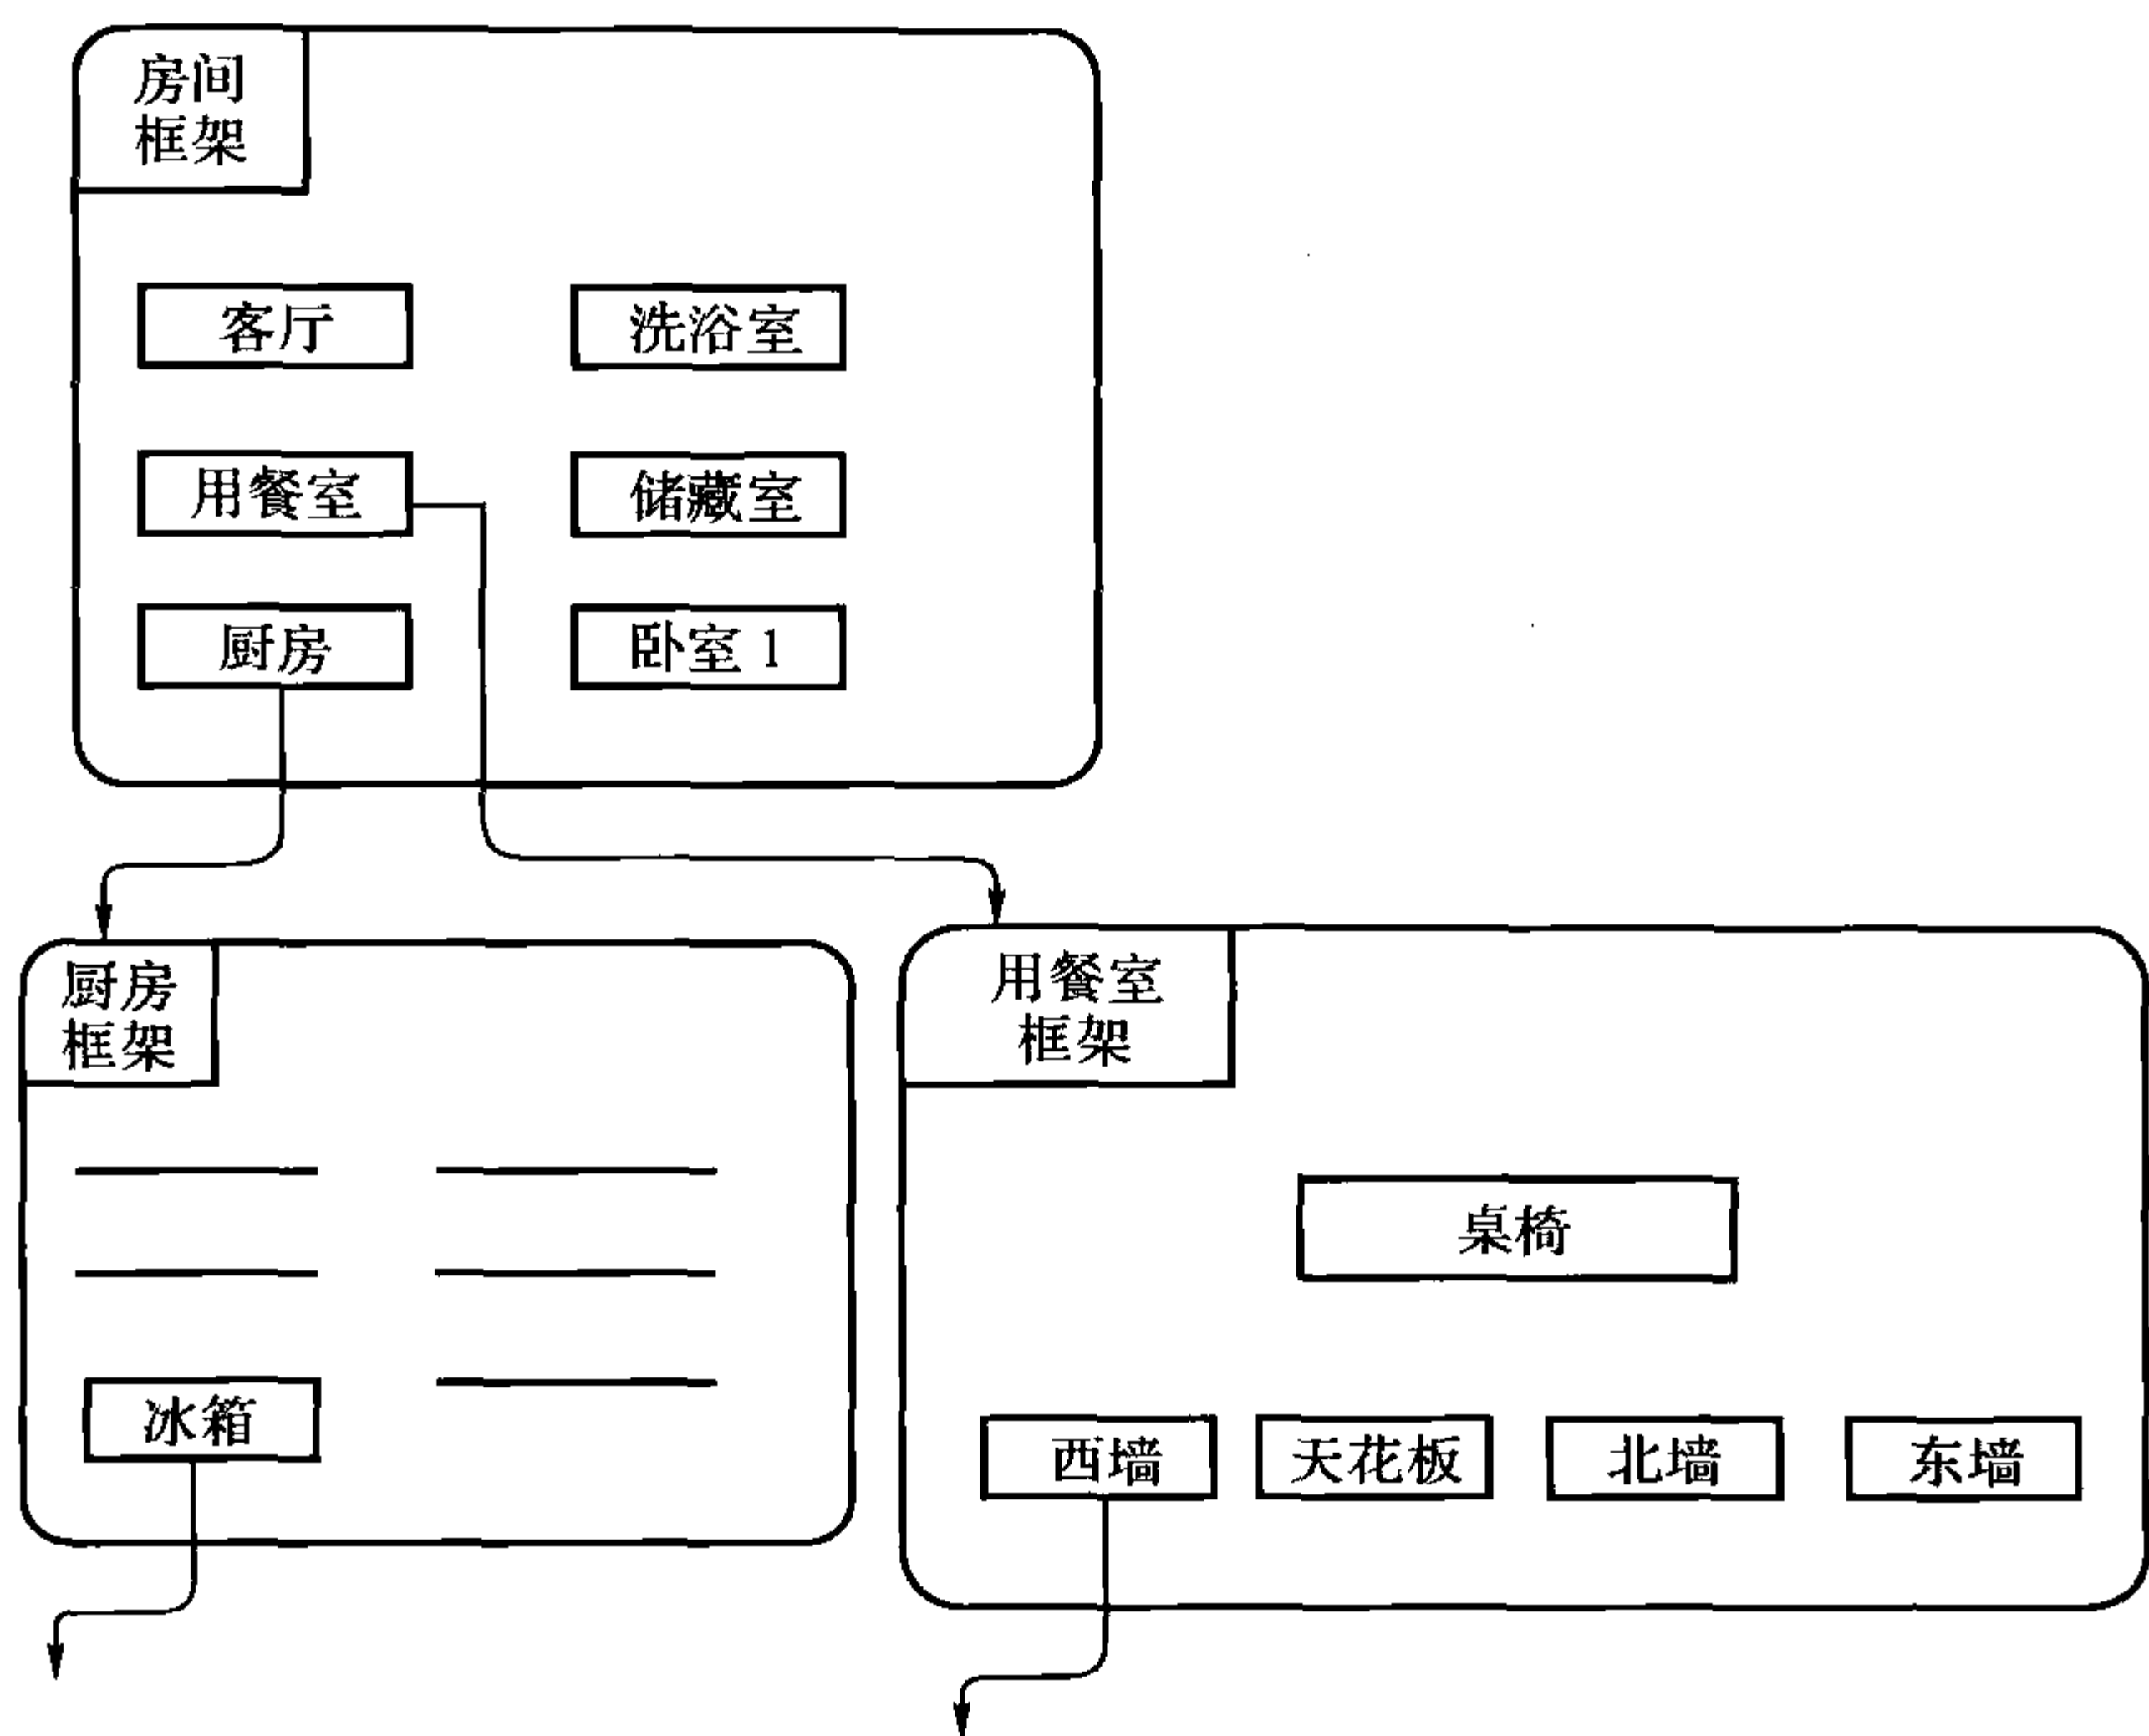 房间
框架
客厅
洗浴室
用餐室
储藏室
厨房
卧室 1
厨房
框架
冰箱
用餐室
框架
桌椅
西墙
天花板
北墙
东墙